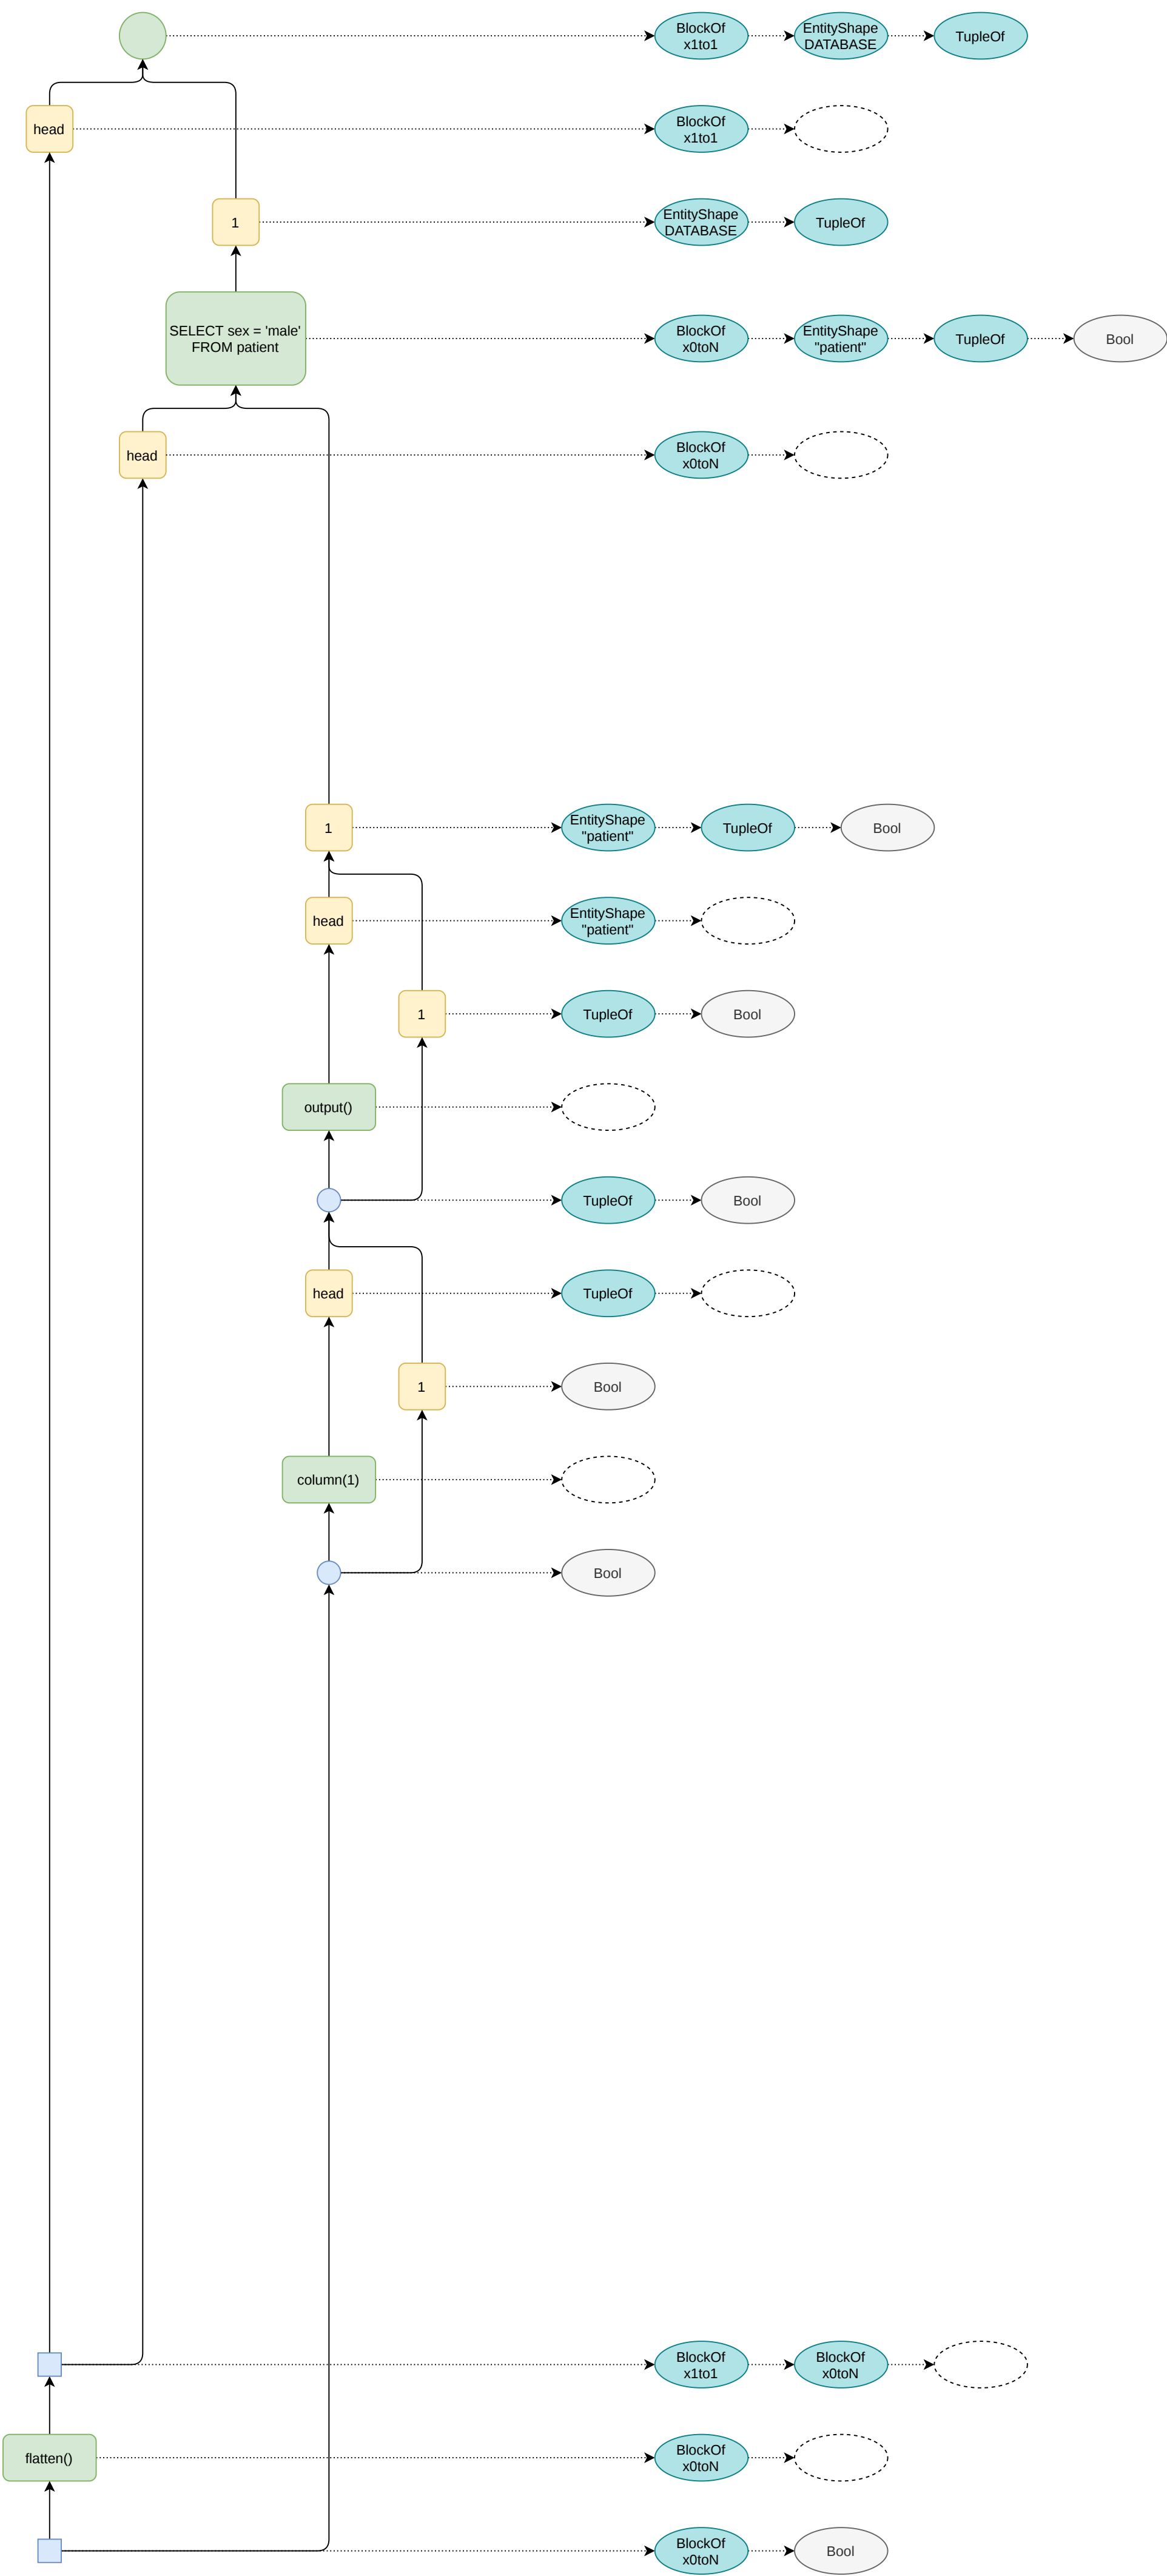 BlockOf
x1to1
EntityShape
DATABASE
TupleOf
head
BlockOf
x1to1
1
EntityShape
DATABASE
TupleOf
SELECT sex = 'male'
FROM patient
BlockOf
x0toN
EntityShape
"patient"
TupleOf
Bool
head
BlockOf
x0toN
1
EntityShape
"patient"
TupleOf
Bool
head
EntityShape
"patient"
1
TupleOf
Bool
output()
TupleOf
Bool
head
TupleOf
1
Bool
column(1)
Bool
BlockOf
x1to1
BlockOf
x0toN
flatten()
BlockOf
x0toN
BlockOf
x0toN
Bool